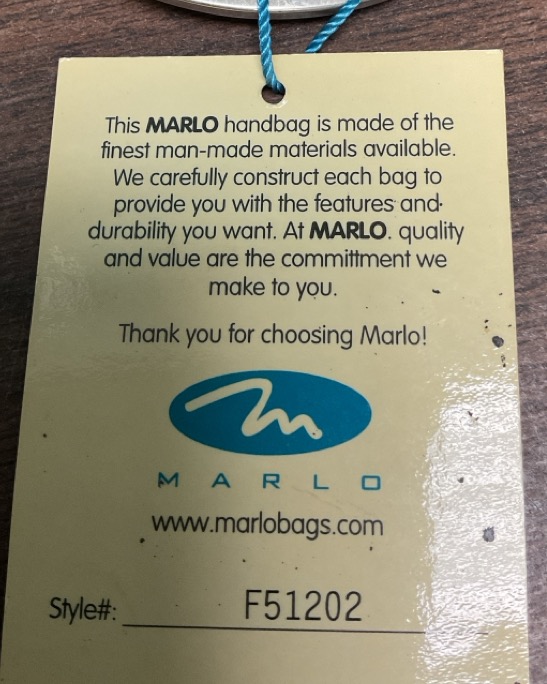 This MARLO handbag is made of the
finest man-made materials available.
We carefully construct each bag to
provide you with the features and
durability you want. At MARLO. quality
and value are the committment we
make to you.
Thank you for choosing Marlo!
m
MARLO
www.marlobags.com
Style#: F51202